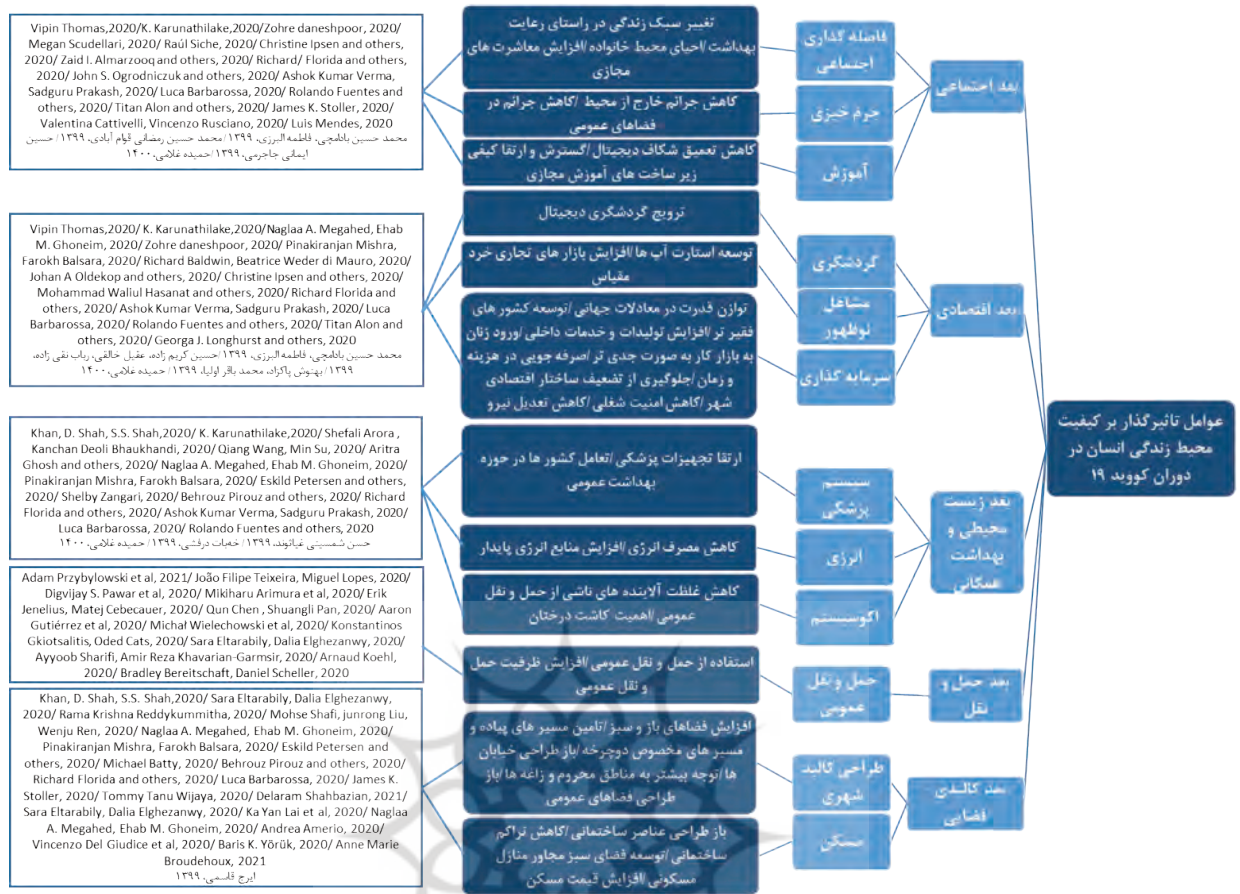 عوامل تاثیرگذار بر کیفیت
محیط زندگی انسان در
دوران کووید ۱۹
بعد اجتماعی
فاصله گذاری
اجتماعی
تغییر سبک زندگی در راستای رعایت
بهداشت/احیای محیط خانواده/افزایش معاشرت های
مجازی
جرم خیزی
کاهش جرائم خارج از محیط /کاهش جرائم در
فضاهای عمومی
آموزش
کاهش تعمیق شکاف دیجیتال/گسترش و ارتقا کیفی
زیر ساخت های آموزش مجازی
Vipin Thomas,2020/K. Karunathilake,2020/Zohre daneshpoor, 2020/
Megan Scudellari, 2020/ Raúl Siche, 2020/ Christine Ipsen and others,
2020/ Zaid I. Almarzooq and others, 2020/ Richard/ Florida and others,
2020/ John S. Ogrodniczuk and others, 2020/ Ashok Kumar Verma,
Sadguru Prakash, 2020/ Luca Barbarossa, 2020/ Rolando Fuentes and
others, 2020/ Titan Alon and others, 2020/ James K. Stoller, 2020/
Valentina Cattivelli, Vincenzo Rusciano, 2020/ Luis Mendes, 2020
محمد حسین بادامچی، فاطمه البرزی، ۱۳۹۹/ محمد حسین رمضانی قوام آبادی، ۱۳۹۹/ حسین
ایمانی جاجرمی، ۱۳۹۹/حمیده غلامی، ۱۴۰۰
بعد اقتصادی
گردشگری
ترویج گردشگری دیجیتال
مشاغل
نوظهور
توسعه استارت آپ ها/افزایش بازار های تجاری خرد
مقیاس
سرمایه گذاری
توازن قدرت در معادلات جهانی /توسعه کشور های
فقیر تر/افزایش تولیدات و خدمات داخلی/ورود زنان
به بازار کار به صورت جدی تر/صرفه جویی در هزینه
و زمان/جلوگیری از تضعیف ساختار اقتصادی
شهر/کاهش امنیت شغلی/کاهش تعدیل نیرو
Vipin Thomas,2020/ K. Karunathilake,2020/Naglaa A. Megahed, Ehab
M. Ghoneim, 2020/ Zohre daneshpoor, 2020/ Pinakiranjan Mishra,
Farokh Balsara, 2020/ Richard Baldwin, Beatrice Weder di Mauro, 2020/
Johan A Oldekop and others, 2020/ Christine Ipsen and others, 2020/
Mohammad Waliul Hasanat and others, 2020/ Richard Florida and
others, 2020/ Ashok Kumar Verma, Sadguru Prakash, 2020/ Luca
Barbarossa, 2020/ Rolando Fuentes and others, 2020/ Titan Alon and
others, 2020/ Georga J. Longhurst and others, 2020
محمد حسین بادامچی، فاطمه البرزی، ۱۳۹۹/حسین کریم زاده، عقیل خالقی، رباب نقی زاده،
۱۳۹۹/ بهنوش پاکزاد، محمد باقر اولیا، ۱۳۹۹/ حمیده غلامی، ۱۴۰۰
بعد زیست
محیطی و
بهداشت
همگانی
سیستم
پزشکی
ارتقا تجهیزات پزشکی/تعامل کشور ها در حوزه
بهداشت عمومی
انرژی
کاهش مصرف انرژی/افزایش منابع انرژی پایدار
اکوسیستم
کاهش غلظت آلاینده های ناشی از حمل و نقل
عمومی/اهمیت کاشت درختان
Khan, D. Shah, S.S. Shah,2020/ K. Karunathilake,2020/ Shefali Arora ,
Kanchan Deoli Bhaukhandi, 2020/ Qiang Wang, Min Su, 2020/ Aritra
Ghosh and others, 2020/ Naglaa A. Megahed, Ehab M. Ghoneim, 2020/
Pinakiranjan Mishra, Farokh Balsara, 2020/ Eskild Petersen and others,
2020/ Shelby Zangari, 2020/ Behrouz Pirouz and others, 2020/ Richard
Florida and others, 2020/ Ashok Kumar Verma, Sadguru Prakash, 2020/
Luca Barbarossa, 2020/ Rolando Fuentes and others, 2020
حسن شمسیتی غیاثوند، ۱۳۹۹/ درفشی، ۱۳۹۹/ حمیده غلامی، ۱۴۰۰
بعد حمل و
نقل
حمل و نقل
عمومی
استفاده از حمل و نقل عمومی/افزایش ظرفیت حمل
و نقل عمومی
Adam Przybylowski et al, 2021/ João Filipe Teixeira, Miguel Lopes, 2020/
Digvijay S. Pawar et al, 2020/ Mikiharu Arimura et al, 2020/ Erik
Jenelius, Matej Cebecauer, 2020/ Qun Chen , Shuangli Pan, 2020/ Aaron
Gutiérrez et al, 2020/ Michał Wielechowski et al, 2020/ Konstantinos
Gkiotsalitis, Oded Cats, 2020/ Sara Eltarabily, Dalia Elghezanwy, 2020/
Ayyoob Sharifi, Amir Reza Khavarian-Garmsir, 2020/ Arnaud Koehl,
2020/ Bradley Bereitschaft, Daniel Scheller, 2020
بعد کالبدی
فضایی
طراحی کالبد
شهری
افزایش فضاهای باز و سبز/تامین مسیر های پیاده و
مسیر های مخصوص دوچرخه/باز طراحی خیابان
ها/توجه بیشتر به مناطق محروم و زاغه ها/باز
طراحی فضاهای عمومی
مسکن
باز طراحی عناصر ساختمانی/کاهش تراکم
ساختمانی/توسعه فضای سبز مجاور منازل
مسکونی/افزایش قیمت مسکن
Khan, D. Shah, S.S. Shah,2020/ Sara Eltarabily, Dalia Elghezanwy,
2020/ Rama Krishna Reddykummitha, 2020/ Mohse Shafi, junrong Liu,
Wenju Ren, 2020/ Naglaa A. Megahed, Ehab M. Ghoneim, 2020/
Pinakiranjan Mishra, Farokh Balsara, 2020/ Eskild Petersen and
others, 2020/ Michael Batty, 2020/ Behrouz Pirouz and others, 2020/
Richard Florida and others, 2020/ Luca Barbarossa, 2020/ James K.
Stoller, 2020/ Tommy Tanu Wijaya, 2020/ Delaram Shahbazian, 2021/
Sara Eltarabily, Dalia Elghezanwy, 2020/ Ka Yan Lai et al, 2020/ Naglaa
A. Megahed, Ehab M. Ghoneim, 2020/ Andrea Amerio, 2020/
Vincenzo Del Giudice et al, 2020/ Baris K. Yörük, 2020/ Anne Marie
Broudehoux, 2021
ایرج قاسمی، ۱۳۹۹